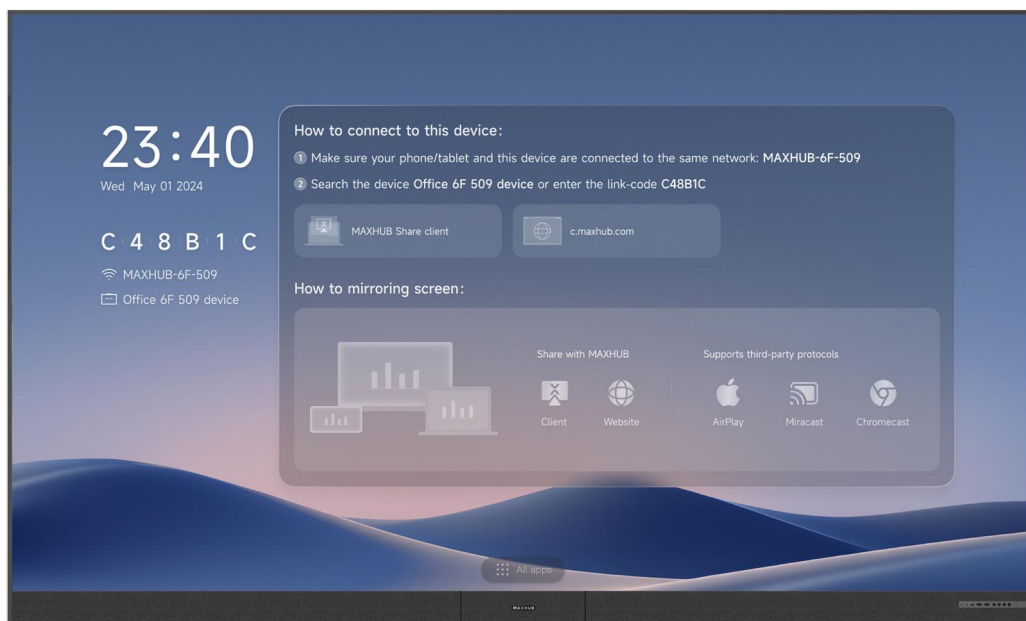 23:40
Wed May 01 2024
C 4 8 B 1 C
MAXHUB-6F-509
Office 6F 509 device
How to connect to this device:
1 Make sure your phone/tablet and this device are connected to the same network: MAXHUB-6F-509
2 Search the device Office 6F 509 device or enter the link-code C48B1C
MAXHUB Share client
c.maxhub.com
How to mirroring screen:
Share with MAXHUB
Supports third-party protocols
Client
Website
AirPlay
Miracast
Chromecast
All apps
MAXHUB